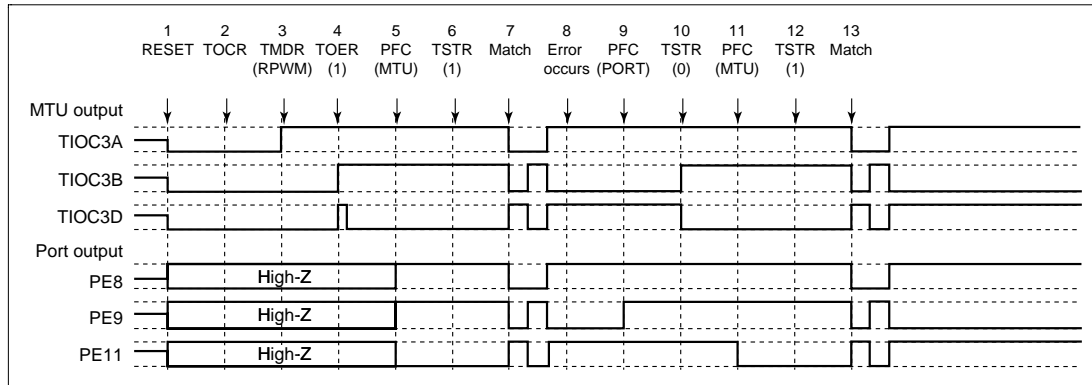 1 2 3 4 5 6 7 8 9 10 11 12 13
RESET TOCR TMDR TOER PFC TSTR Match Error PFC TSTR PFC TSTR Match
(RPWM) (1) (MTU) (1) occurs (PORT) (0) (MTU) (1)
MTU output
TIOC3A
TIOC3B
TIOC3D
Port output
PE8 High-Z
PE9 High-Z
PE11 High-Z